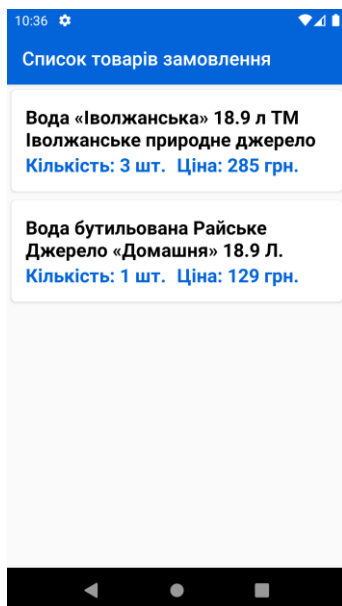 10:36
Список товарів замовлення
Вода «Іволжанська» 18.9 л ТМ
Іволжанське природне джерело
Кількість: 3 шт. Ціна: 285 грн.
Вода бутильована Райське
Джерело «Домашня» 18.9 Л.
Кількість: 1 шт. Ціна: 129 грн.